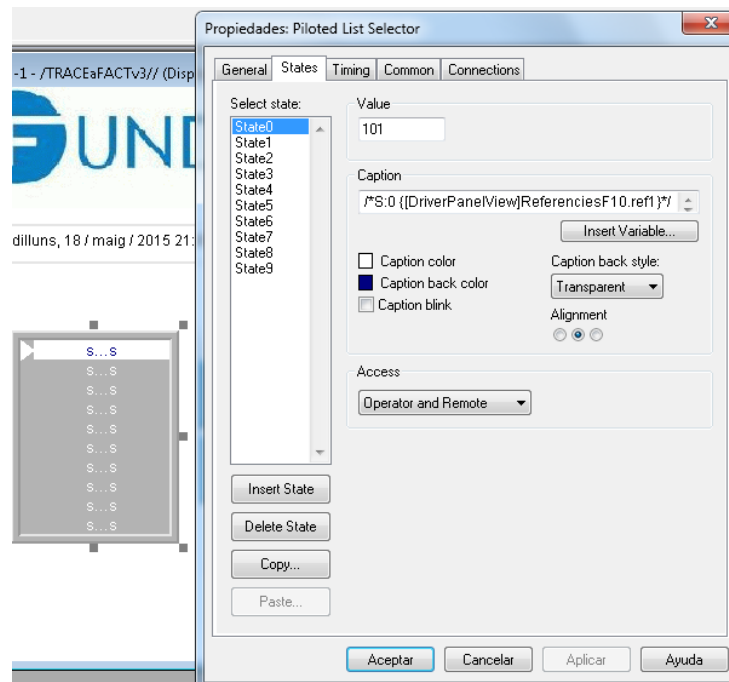 -1 - /TRACEaFACTv3// (Disp
UND
dilluns, 18 / maig / 2015 21:
s...s
s...s
s...s
s...s
s...s
s...s
s...s
s...s
s...s
s...s
Propiedades: Piloted List Selector
General States Timing Common Connections
Select state:
State0
State1
State2
State3
State4
State5
State6
State7
State8
State9
Insert State
Delete State
Copy...
Paste...
Value
101
Caption
/*S:0 {[DriverPanelView]ReferenciesF10.ref1}*/
Insert Variable...
Caption color
Caption back color
Caption blink
Caption back style:
Transparent
Alignment
Access
Operator and Remote
Aceptar Cancelar Aplicar Ayuda